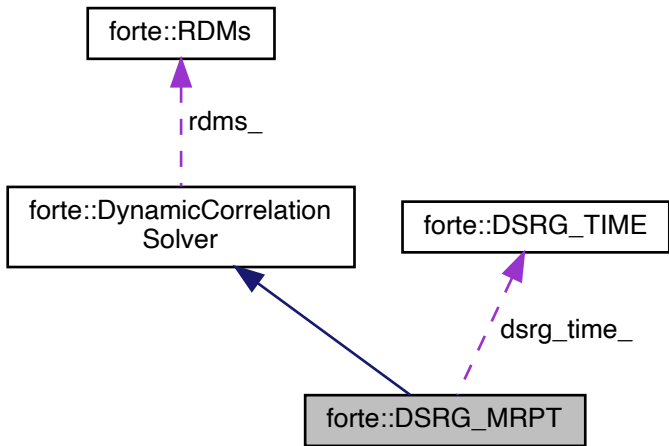 forte::RDMs
rdms_
forte::DynamicCorrelation
Solver
forte::DSRG_TIME
dsrg_time_
forte::DSRG_MRPT